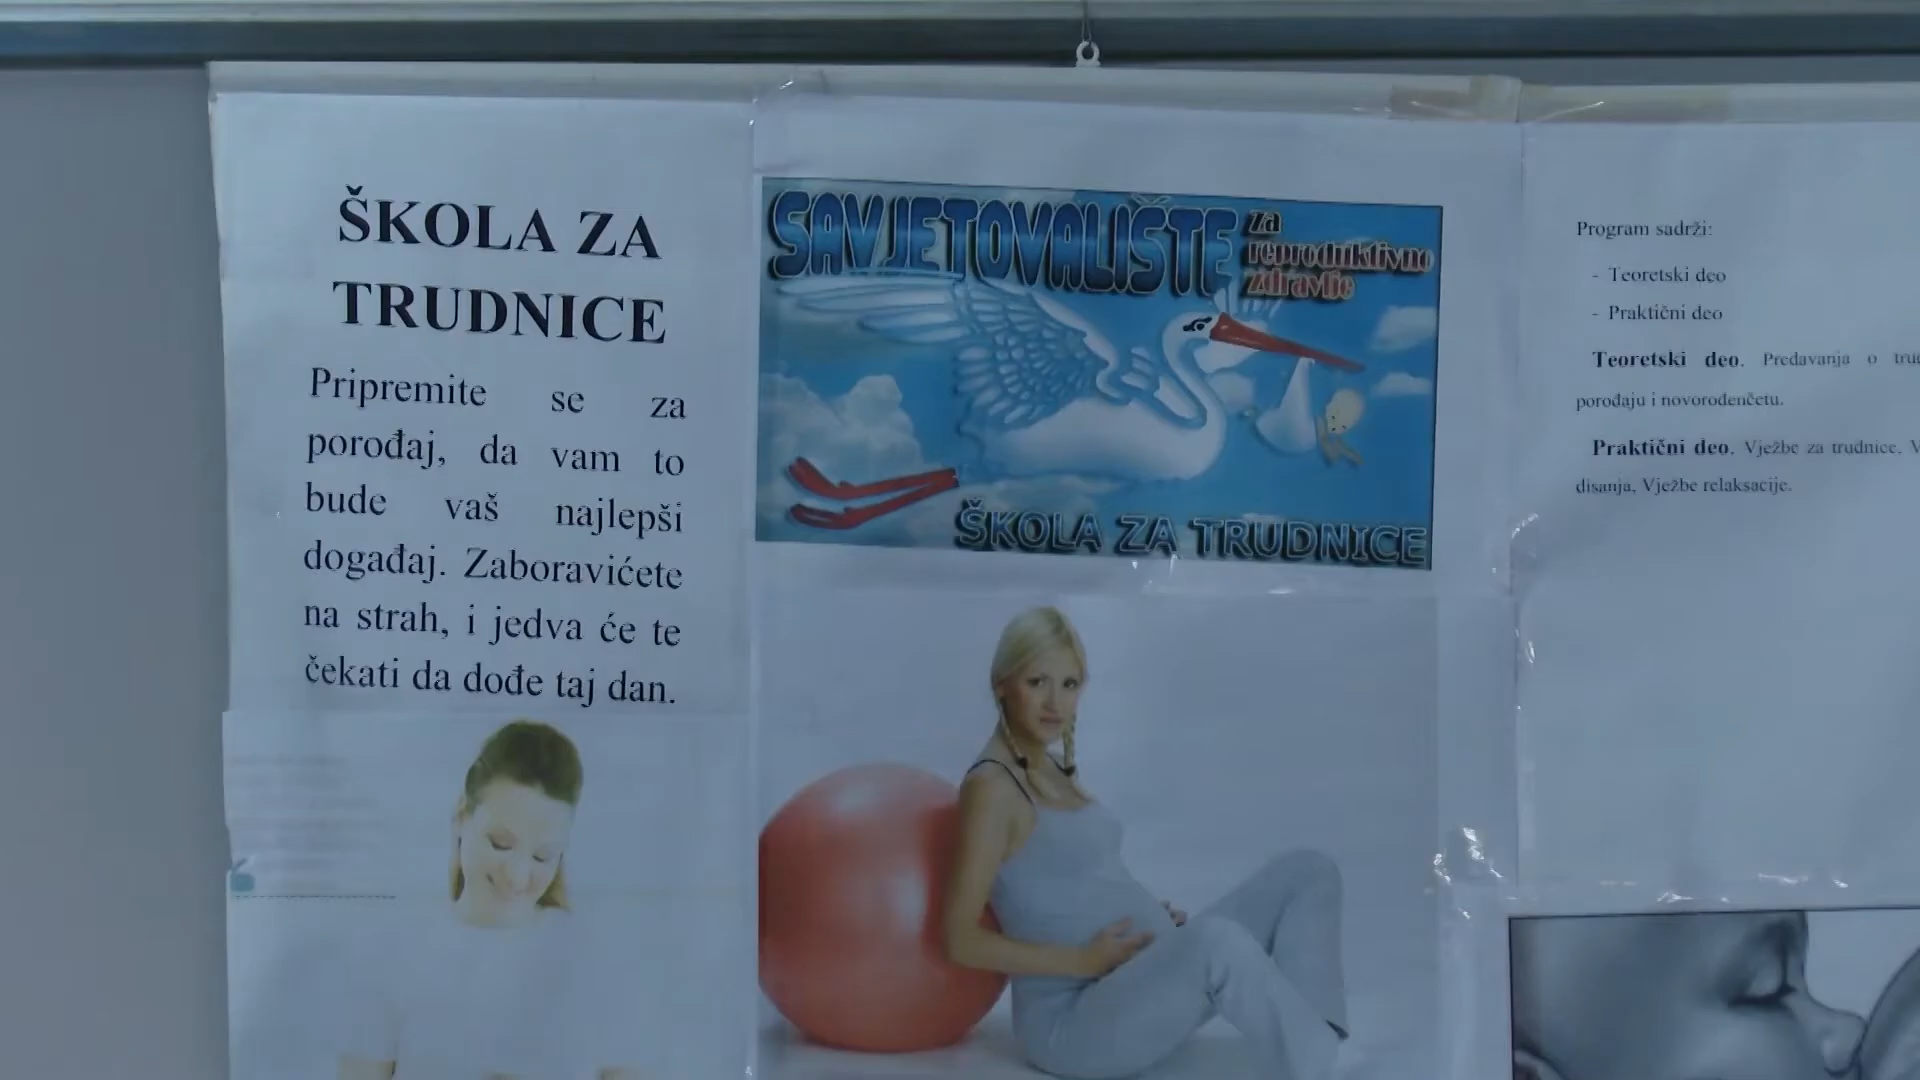 ŠKOLA ZA
TRUDNICE
Pripremite se za
porođaj, da vam to
bude vaš najlepši
događaj. Zaboravićete
na strah, i jedva će te
čekati da dođe taj dan.
SAVJETOVALIŠTE
za
reproduktivno
zdravlje
ŠKOLA ZA TRUDNICE
Program sadrži:
- Teoretski deo
- Praktični deo
Teoretski deo. Predavanja o
porođaju i novorođenčetu.
Praktični deo. Vježbe za trudnice,
disanja, Vježbe relaksacije.